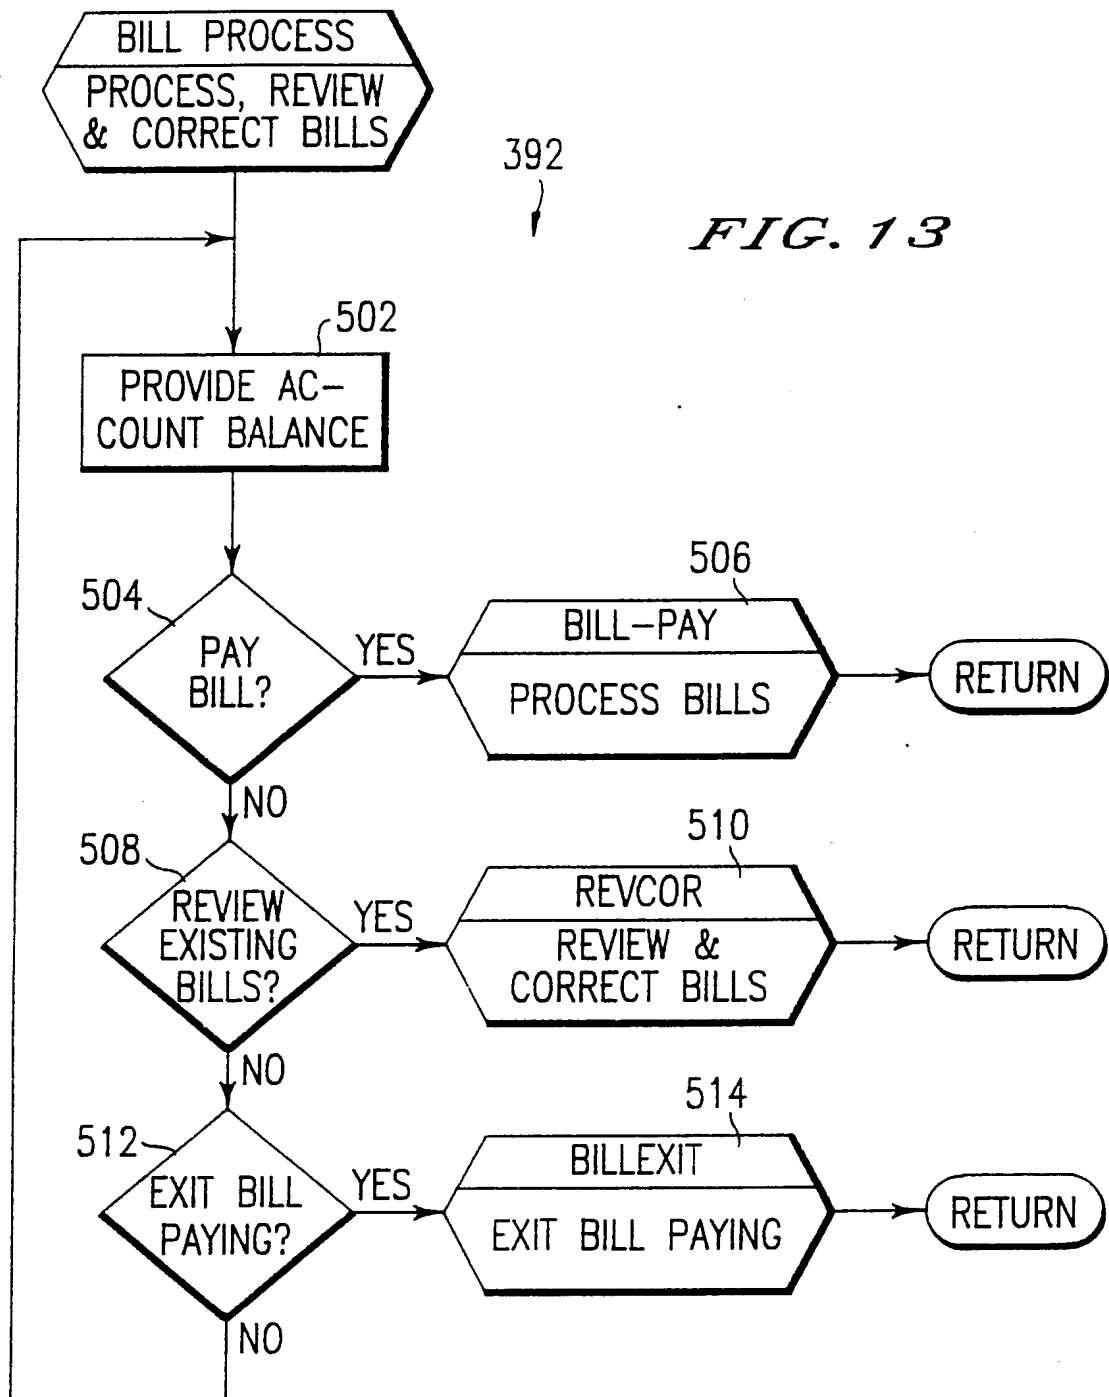 BILL PROCESS
PROCESS, REVIEW
& CORRECT BILLS
392
FIG. 13
502
PROVIDE AC-
COUNT BALANCE
504
PAY
BILL?
YES
506
BILL-PAY
PROCESS BILLS
RETURN
NO
508
REVIEW
EXISTING
BILLS?
YES
510
REVCOR
REVIEW &
CORRECT BILLS
RETURN
NO
512
EXIT BILL
PAYING?
YES
514
BILLEXIT
EXIT BILL PAYING
RETURN
NO